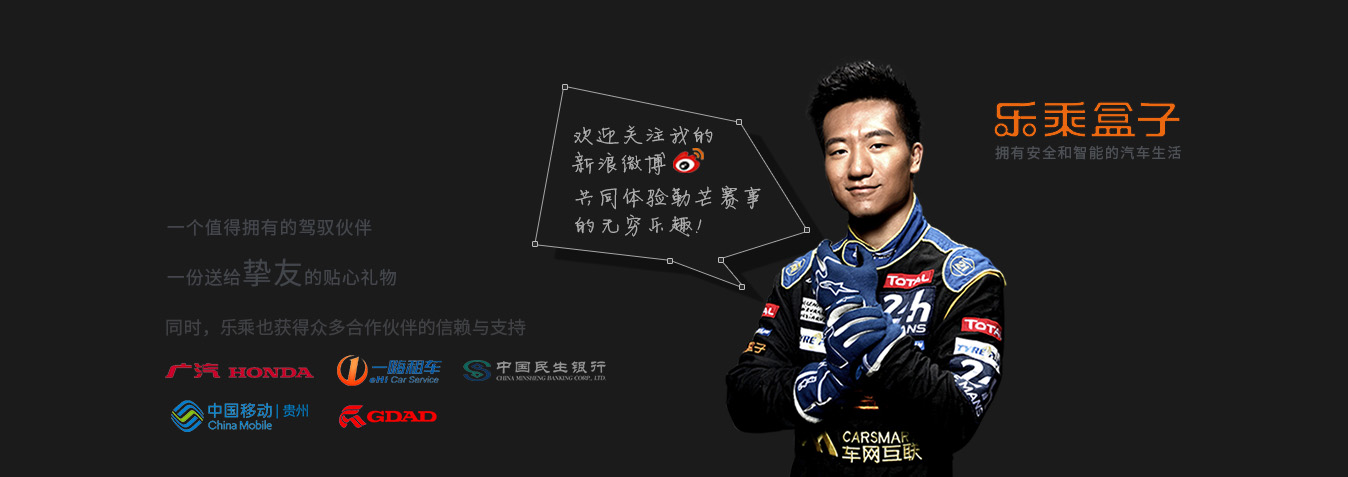 欢迎关注我的
新浪微博
共同体验勒芒赛事
的无穷乐趣!
乐乘盒子
拥有安全和智能的汽车生活
一个值得拥有的驾驭伙伴
一份送给挚友的贴心礼物
同时，乐乘也获得众多合作伙伴的信赖与支持
广汽 HONDA
一嗨租车
eHi Car Service
中国民生银行
CHINA MINSHENG BANKING CORP., LTD.
中国移动 | 贵州
China Mobile
GDAD
TOTAL
24h
MANS
TOTA
TYRE
24
MANS
CARSMAR
车网互联